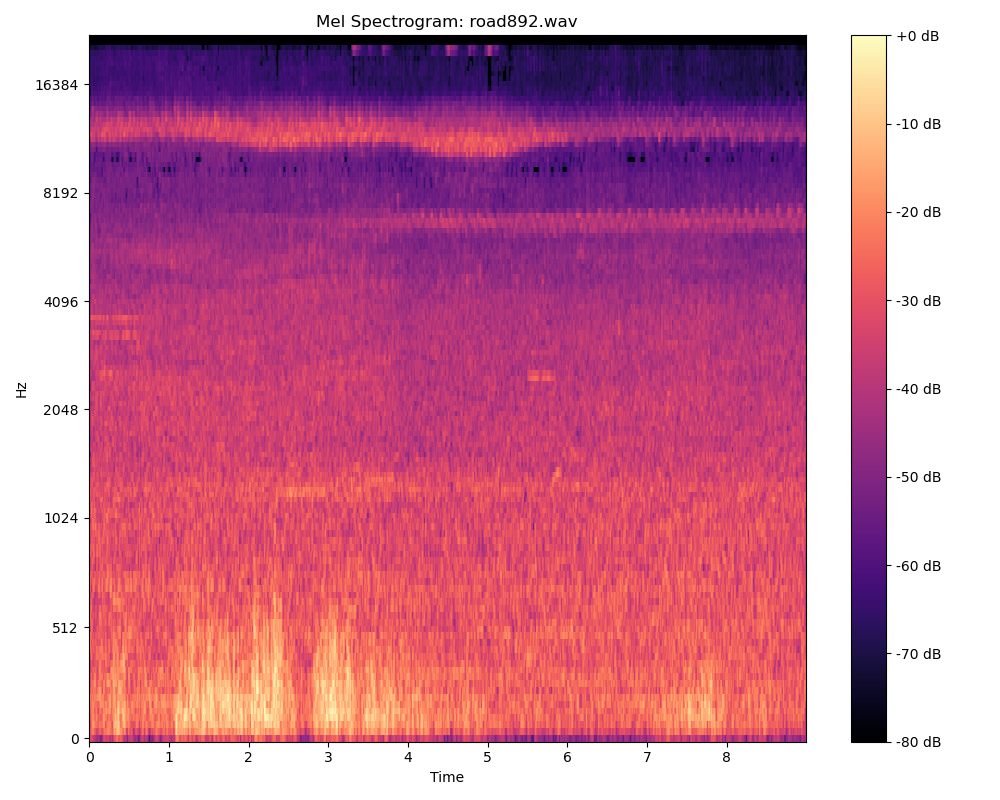 Mel Spectrogram: road892.wav
Hz
16384
8192
4096
2048
1024
512
0
0 1 2 3 4 5 6 7 8
Time
+0 dB
-10 dB
-20 dB
-30 dB
-40 dB
-50 dB
-60 dB
-70 dB
-80 dB